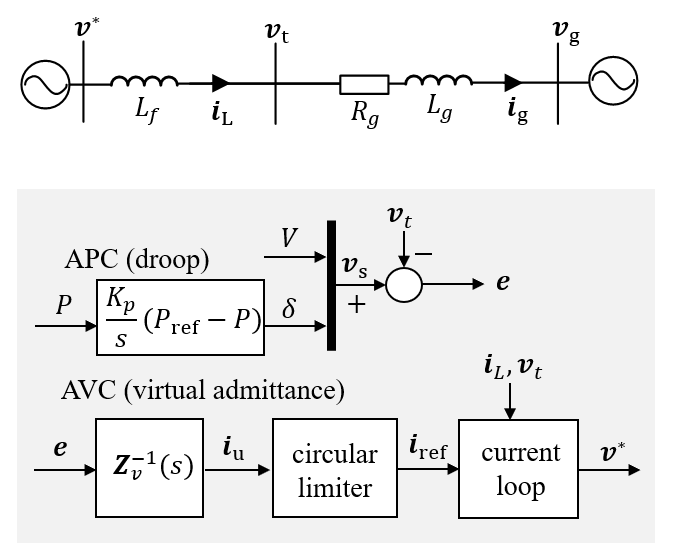 v* vt vg
Lf iL Rg Lg ig
vt
V
APC (droop) vs
− e
P Kp/s (Pref − P) δ +
iL, vt
AVC (virtual admittance)
e Zv⁻¹(s) iu circular limiter iref current loop v*